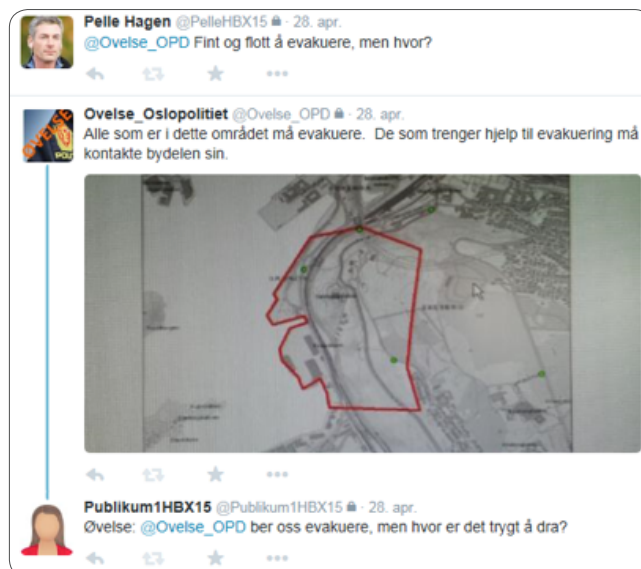 Pelle Hagen @PelleHBX15 · 28. apr.
@Ovelse_OPD Fint og flott å evakuere, men hvor?
Ovelse_Oslopolitiet @Ovelse_OPD · 28. apr.
ØVELSE
Alle som er i dette området må evakuere. De som trenger hjelp til evakuering må
kontakte bydelen sin.
Publikum1HBX15 @Publikum1HBX15 · 28. apr.
Øvelse: @Ovelse_OPD ber oss evakuere, men hvor er det trygt å dra?